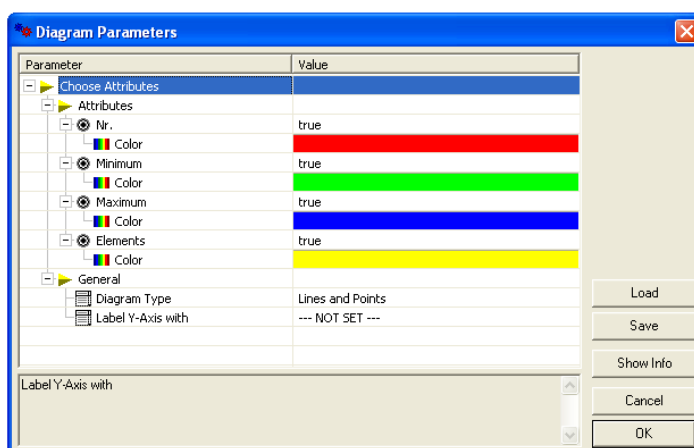 Diagram Parameters
Parameter Value
Choose Attributes
Attributes
Nr. true
Color
Minimum true
Color
Maximum true
Color
Elements true
Color
General
Diagram Type Lines and Points
Label Y-Axis with --- NOT SET ---
Load
Save
Show Info
Label Y-Axis with
Cancel
OK